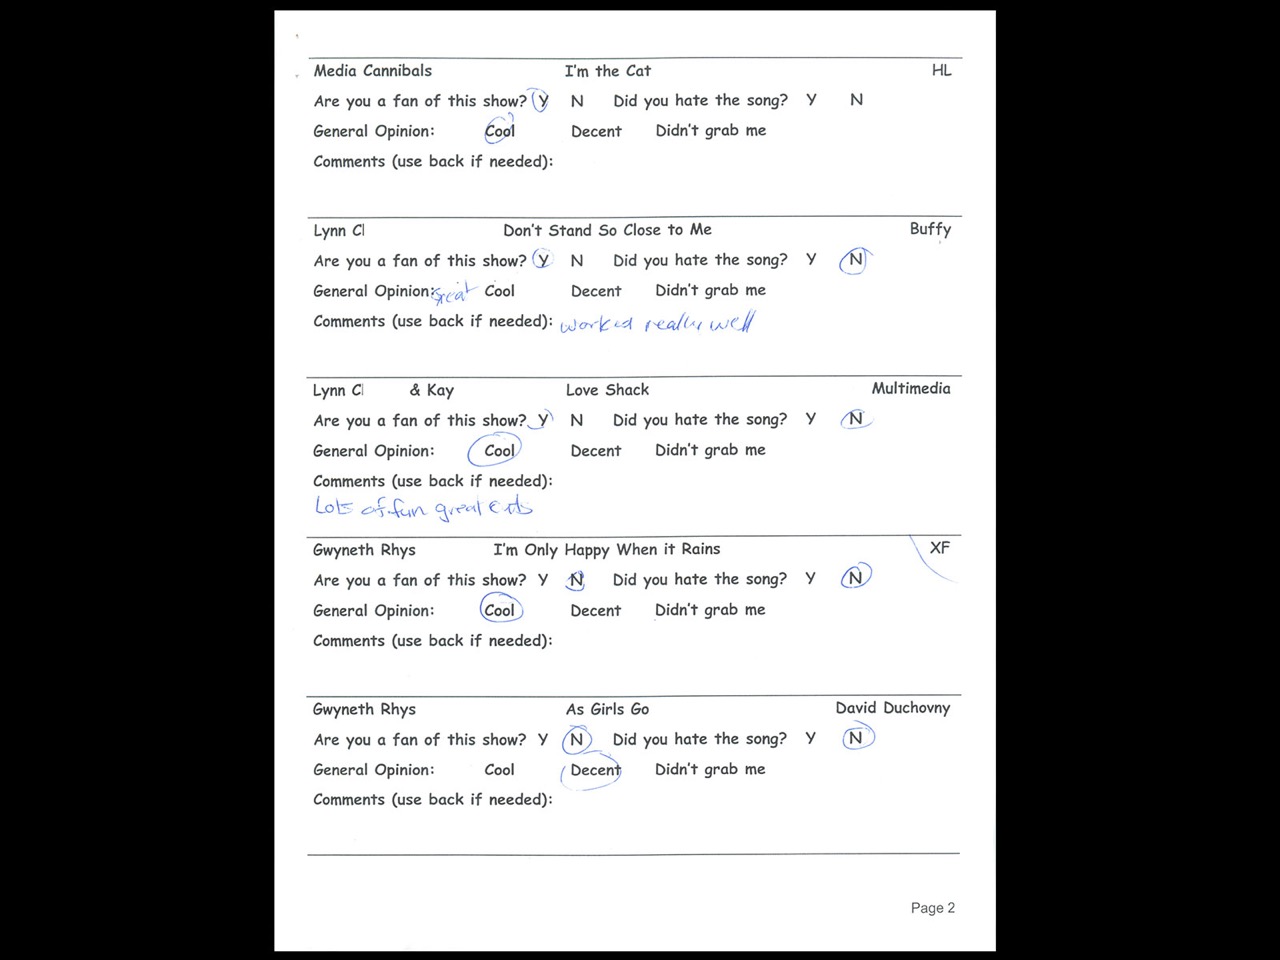 Media Cannibals I'm the Cat HL
Are you a fan of this show? Y N Did you hate the song? Y N
General Opinion: Cool Decent Didn't grab me
Comments (use back if needed):
Lynn Cl Don't Stand So Close to Me Buffy
Are you a fan of this show? Y N Did you hate the song? Y N
General Opinion: great Cool Decent Didn't grab me
Comments (use back if needed): worked really well
Lynn Cl & Kay Love Shack Multimedia
Are you a fan of this show? Y N Did you hate the song? Y N
General Opinion: Cool Decent Didn't grab me
Comments (use back if needed):
Lots of fun great
Gwyneth Rhys I'm Only Happy When it Rains XF
Are you a fan of this show? Y N Did you hate the song? Y N
General Opinion: Cool Decent Didn't grab me
Comments (use back if needed):
Gwyneth Rhys As Girls Go David Duchovny
Are you a fan of this show? Y N Did you hate the song? Y N
General Opinion: Cool Decent Didn't grab me
Comments (use back if needed):
Page 2